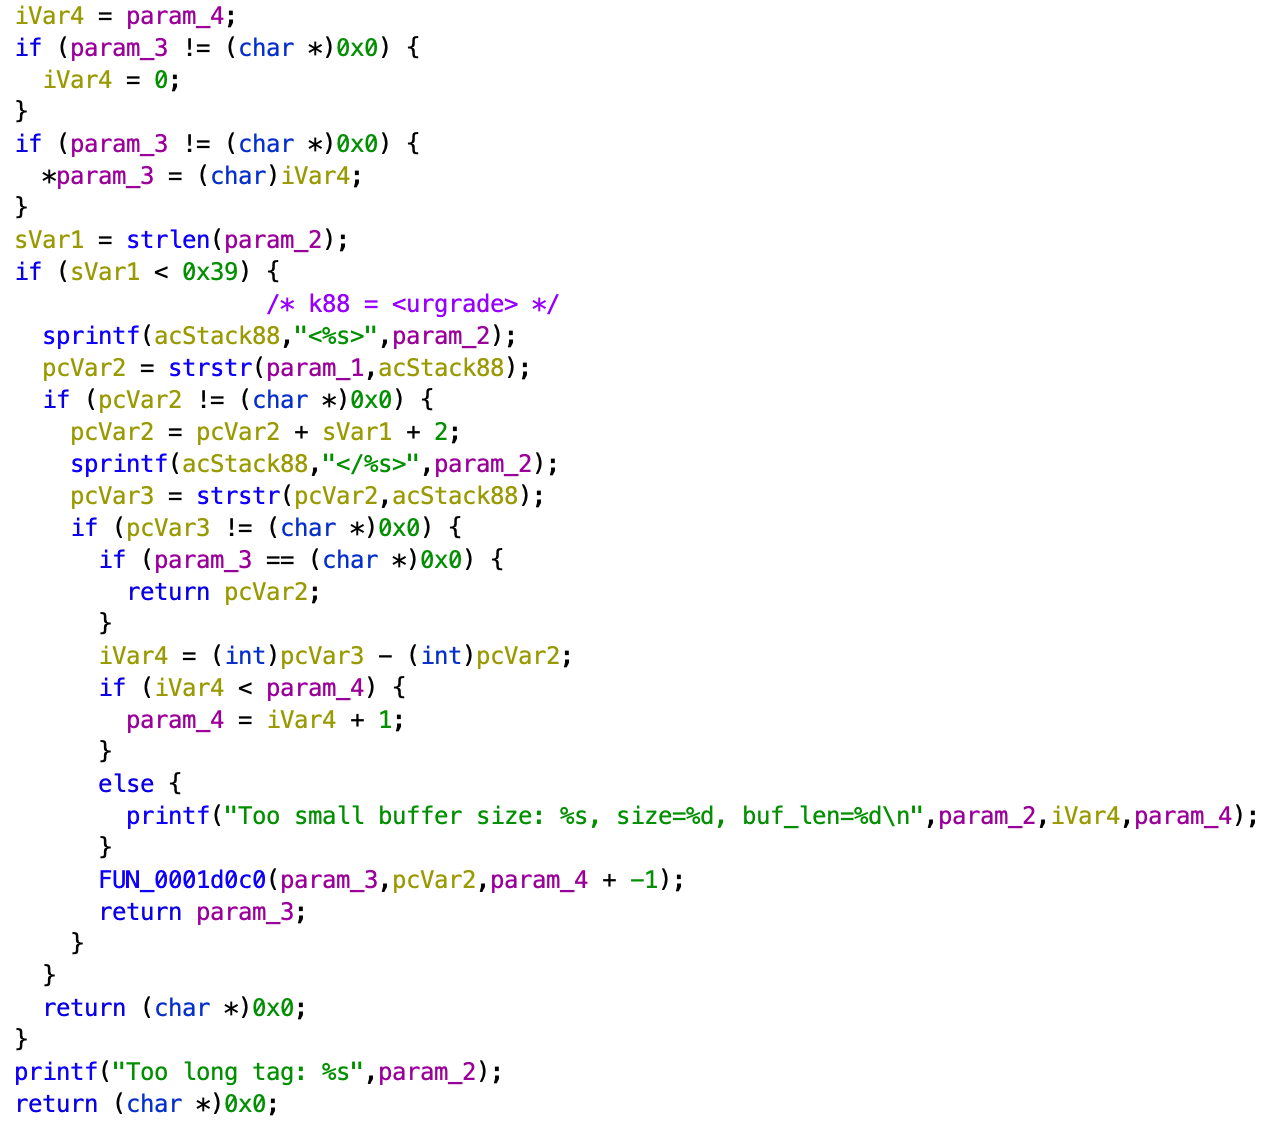 iVar4 = param_4;
if (param_3 != (char *)0x0) {
  iVar4 = 0;
}
if (param_3 != (char *)0x0) {
  *param_3 = (char)iVar4;
}
sVar1 = strlen(param_2);
if (sVar1 < 0x39) {
                  /* k88 = <urgrade> */
  sprintf(acStack88,"<%s>",param_2);
  pcVar2 = strstr(param_1,acStack88);
  if (pcVar2 != (char *)0x0) {
    pcVar2 = pcVar2 + sVar1 + 2;
    sprintf(acStack88,"</%s>",param_2);
    pcVar3 = strstr(pcVar2,acStack88);
    if (pcVar3 != (char *)0x0) {
      if (param_3 == (char *)0x0) {
        return pcVar2;
      }
      iVar4 = (int)pcVar3 - (int)pcVar2;
      if (iVar4 < param_4) {
        param_4 = iVar4 + 1;
      }
      else {
        printf("Too small buffer size: %s, size=%d, buf_len=%d\n",param_2,iVar4,param_4);
      }
      FUN_0001d0c0(param_3,pcVar2,param_4 + -1);
      return param_3;
    }
  }
  return (char *)0x0;
}
printf("Too long tag: %s",param_2);
return (char *)0x0;